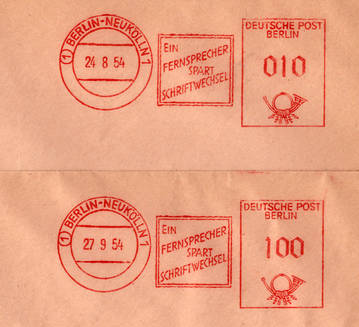 (1) BERLIN-NEUKÖLLN 1
24 8 54
EIN
FERNSPRECHER
SPART
SCHRIFTWECHSEL
DEUTSCHE POST
BERLIN
010
(1) BERLIN-NEUKÖLLN 1
27 9 54
EIN
FERNSPRECHER
SPART
SCHRIFTWECHSEL
DEUTSCHE POST
BERLIN
100